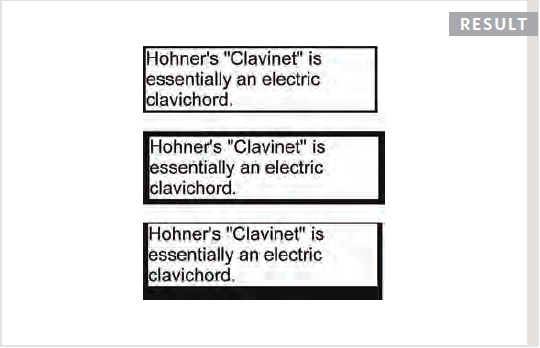 RESULT
Hohner's "Clavinet" is
essentially an electric
clavichord.
Hohner's "Clavinet" is
essentially an electric
clavichord.
Hohner's "Clavinet" is
essentially an electric
clavichord.